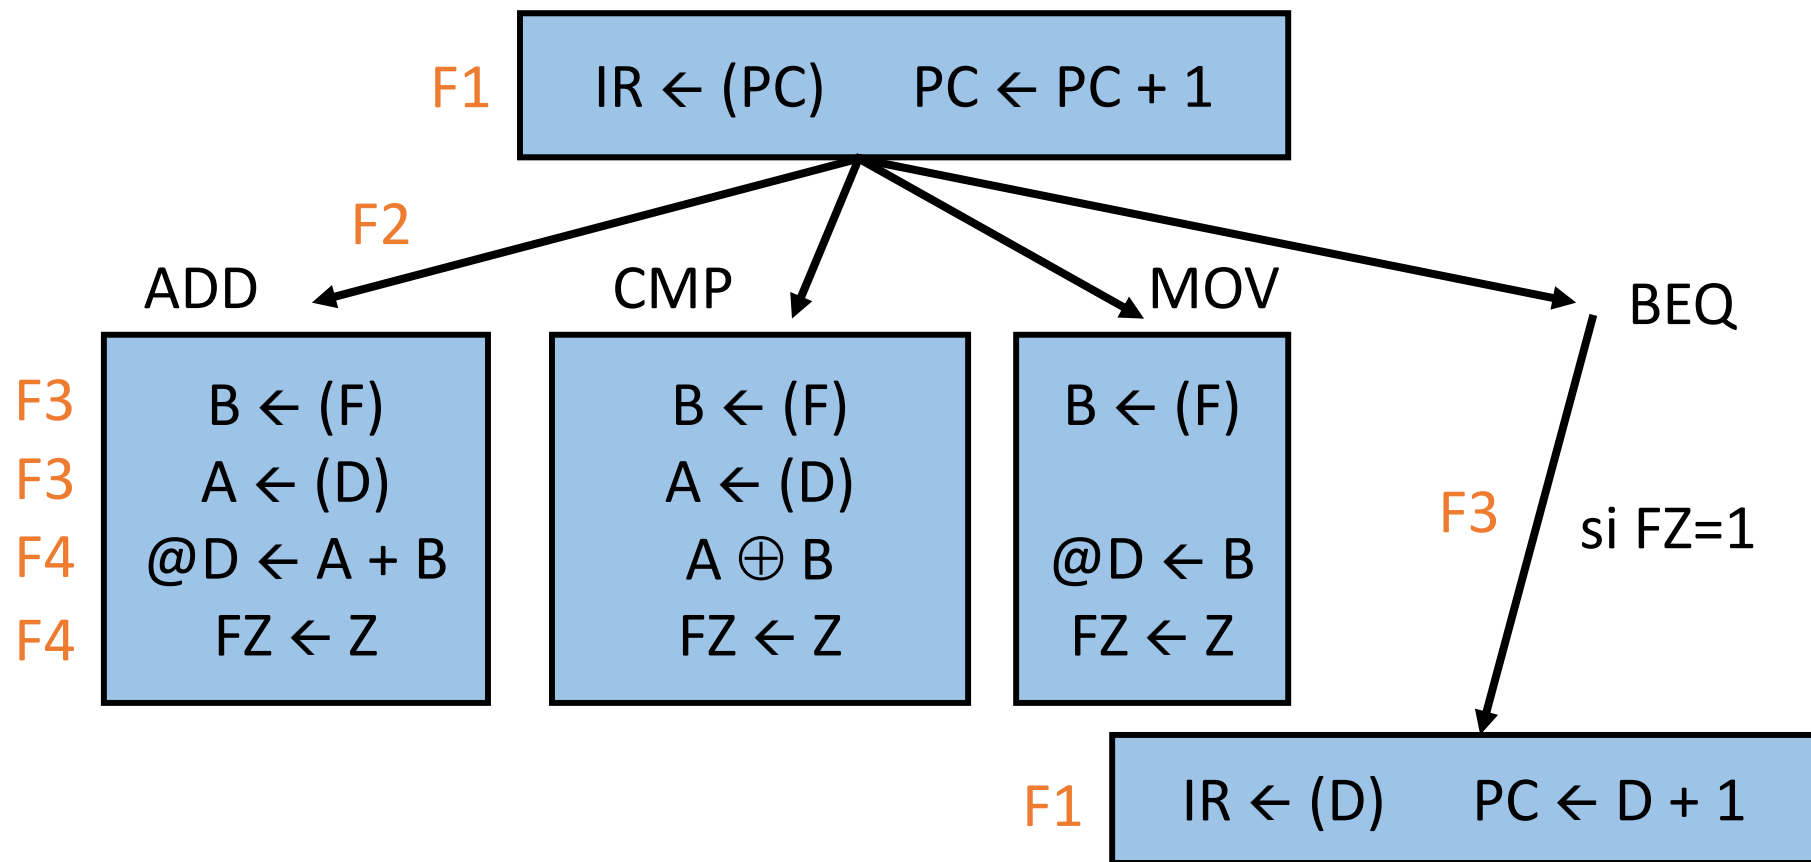 F1 IR ← (PC) PC ← PC + 1
F2
ADD CMP MOV BEQ
F3 B ← (F) B ← (F) B ← (F)
F3 A ← (D) A ← (D)
F3 si FZ=1
F4 @D ← A + B A ⊕ B @D ← B
F4 FZ ← Z FZ ← Z FZ ← Z
F1 IR ← (D) PC ← D + 1